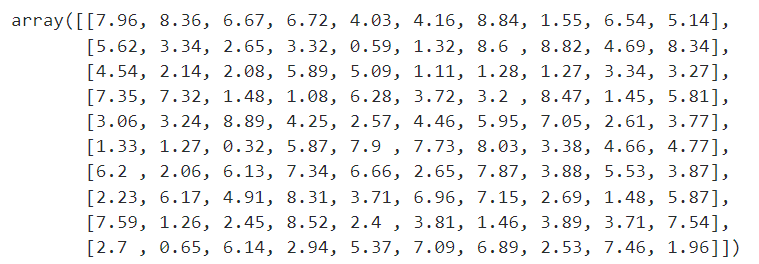 array([[7.96, 8.36, 6.67, 6.72, 4.03, 4.16, 8.84, 1.55, 6.54, 5.14],
       [5.62, 3.34, 2.65, 3.32, 0.59, 1.32, 8.6 , 8.82, 4.69, 8.34],
       [4.54, 2.14, 2.08, 5.89, 5.09, 1.11, 1.28, 1.27, 3.34, 3.27],
       [7.35, 7.32, 1.48, 1.08, 6.28, 3.72, 3.2 , 8.47, 1.45, 5.81],
       [3.06, 3.24, 8.89, 4.25, 2.57, 4.46, 5.95, 7.05, 2.61, 3.77],
       [1.33, 1.27, 0.32, 5.87, 7.9 , 7.73, 8.03, 3.38, 4.66, 4.77],
       [6.2 , 2.06, 6.13, 7.34, 6.66, 2.65, 7.87, 3.88, 5.53, 3.87],
       [2.23, 6.17, 4.91, 8.31, 3.71, 6.96, 7.15, 2.69, 1.48, 5.87],
       [7.59, 1.26, 2.45, 8.52, 2.4 , 3.81, 1.46, 3.89, 3.71, 7.54],
       [2.7 , 0.65, 6.14, 2.94, 5.37, 7.09, 6.89, 2.53, 7.46, 1.96]])